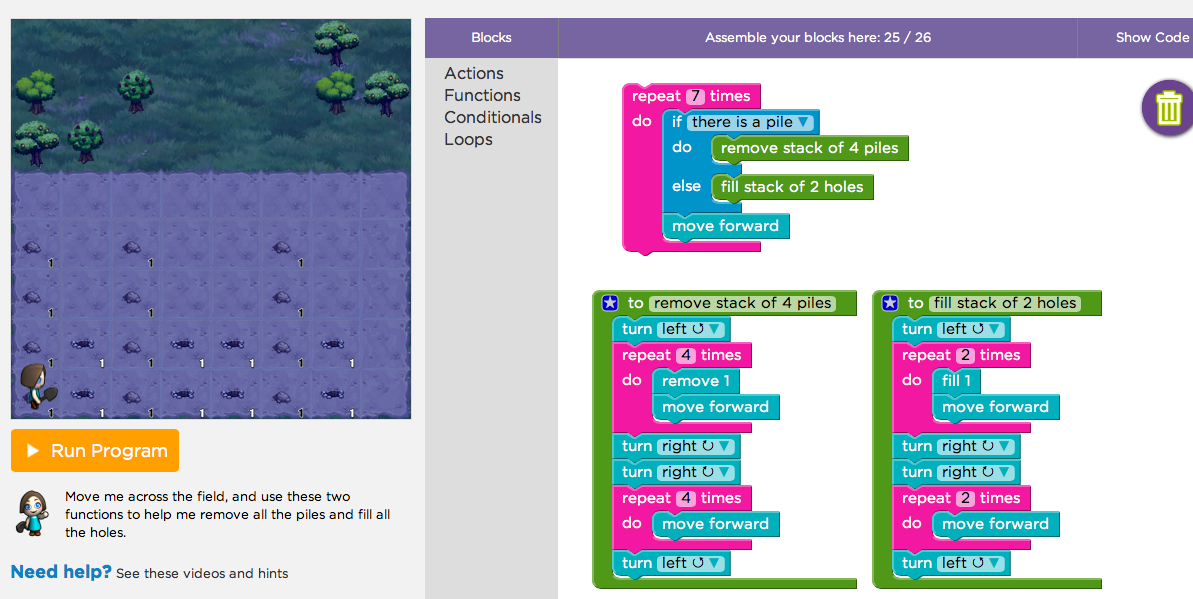 Blocks
Assemble your blocks here: 25 / 26
Show Code
Actions
Functions
Conditionals
Loops
repeat 7 times
do if there is a pile ▼
do remove stack of 4 piles
else fill stack of 2 holes
move forward
1 1 1
1 1 1
1 1 1 1 1 1 1
1 1 1 1 1 1 1
Run Program
Move me across the field, and use these two
functions to help me remove all the piles and fill all
the holes.
Need help? See these videos and hints
to remove stack of 4 piles
turn left ↺ ▼
repeat 4 times
do remove 1
move forward
turn right ↻ ▼
turn right ↻ ▼
repeat 4 times
do move forward
turn left ↺ ▼
to fill stack of 2 holes
turn left ↺ ▼
repeat 2 times
do fill 1
move forward
turn right ↻ ▼
turn right ↻ ▼
repeat 2 times
do move forward
turn left ↺ ▼